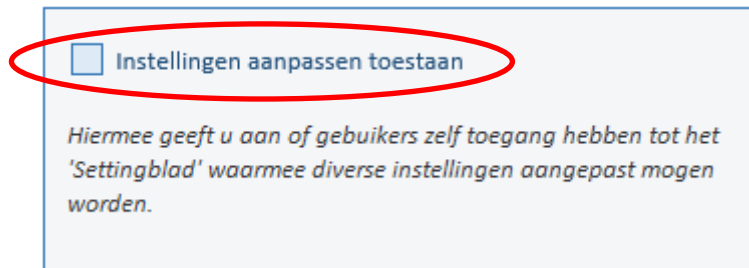 Instellingen aanpassen toestaan
Hiermee geeft u aan of gebuikers zelf toegang hebben tot het
'Settingblad' waarmee diverse instellingen aangepast mogen
worden.